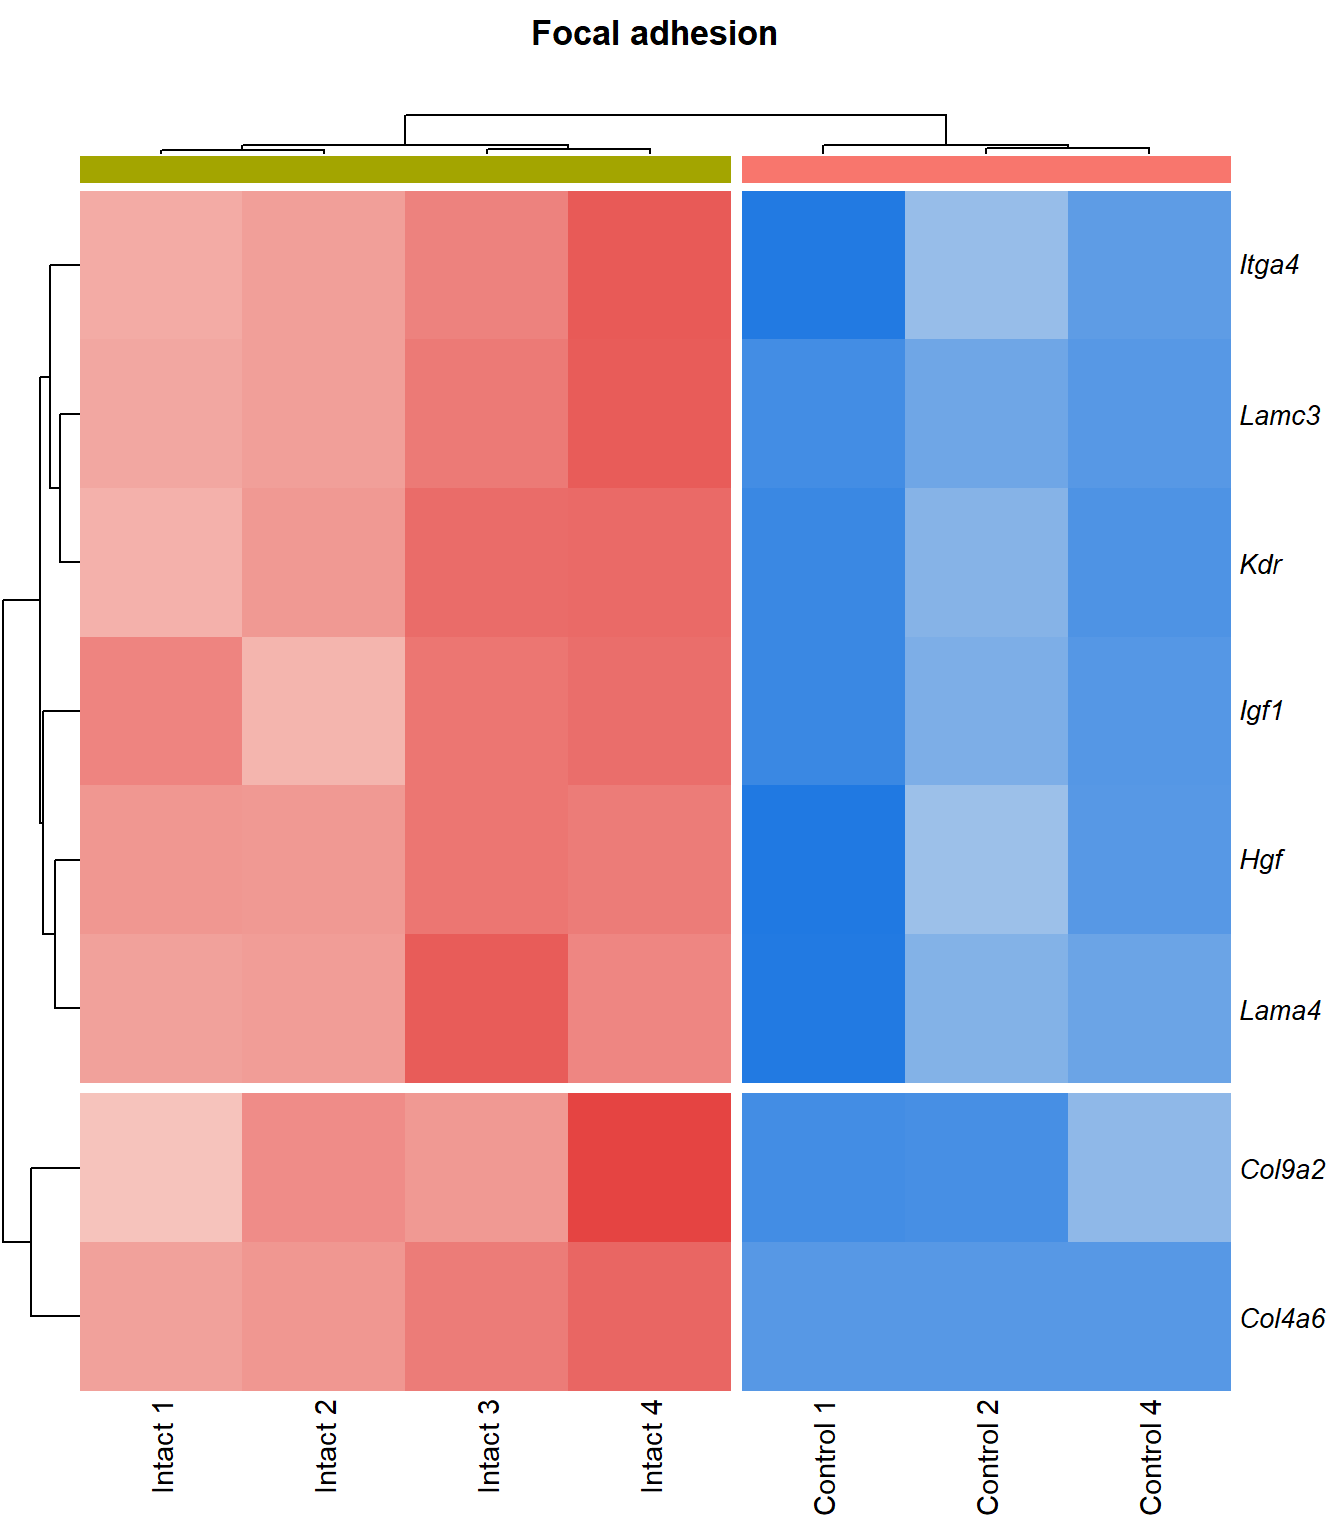 Focal adhesion
Itga4
Lamc3
Kdr
Igf1
Hgf
Lama4
Col9a2
Col4a6
Intact 1
Intact 2
Intact 3
Intact 4
Control 1
Control 2
Control 4